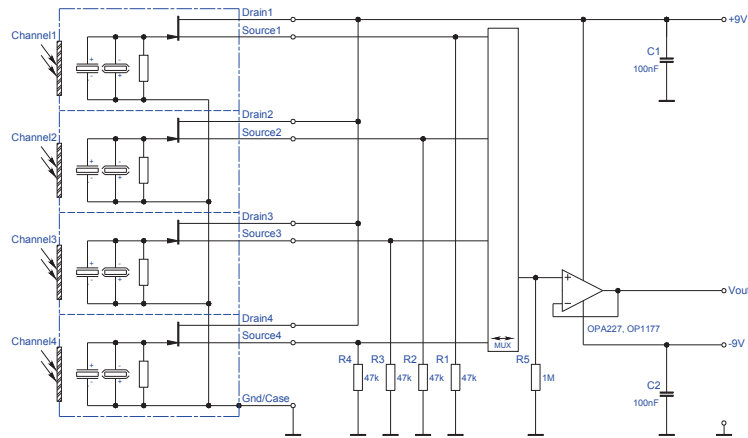 Drain1
+9V
Channel1
Source1
C1
100nF
Drain2
Channel2
Source2
Drain3
Channel3
Source3
Vout
OPA227, OP1177
Drain4
-9V
Channel4
Source4
MUX
R4
R3
R2
R1
R5
C2
47k
47k
47k
47k
1M
100nF
Gnd/Case